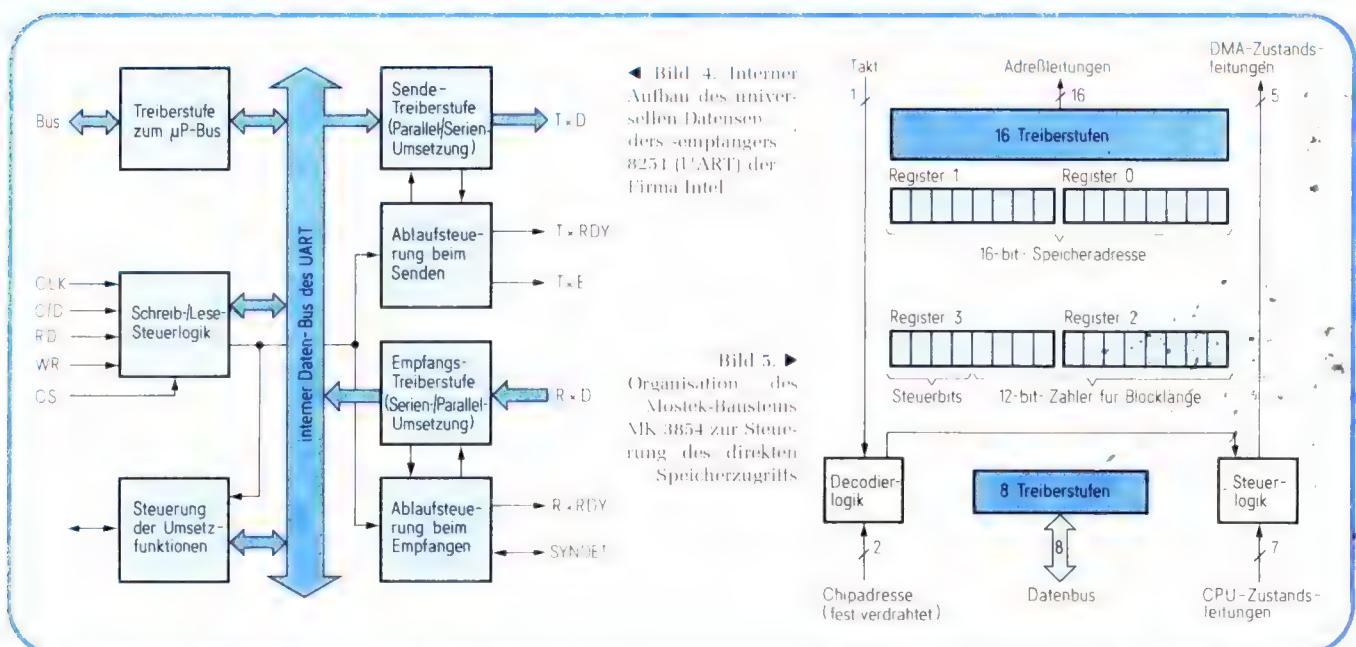 Bus
Treiberstufe
zum µP-Bus
CLK
C/D
RD
WR
CS
Schreib-/Lese-
Steuerlogik
Steuerung
der Umsetz-
funktionen
interner Daten-Bus des UART
Sende-
Treiberstufe
(Parallel/Serien-
Umsetzung)
T×D
Ablaufsteue-
rung beim
Senden
T×RDY
T×E
Empfangs-
Treiberstufe
(Serien-/Parallel-
Umsetzung)
R×D
Ablaufsteue-
rung beim
Empfangen
R×RDY
SYNDET
◀ Bild 4. Interner
Aufbau des univer-
sellen Datensen-
ders -empfangers
8251 (UART) der
Firma Intel
Bild 5. ▶
Organisation des
Mostek-Bausteins
MK 3854 zur Steue-
rung des direkten
Speicherzugriffs
Takt
1
Adreßleitungen
16
DMA-Zustands-
leitungen
5
16 Treiberstufen
Register 1 Register 0
16-bit- Speicheradresse
Register 3 Register 2
Steuerbits 12-bit-Zahler für Blocklänge
Decodier-
logik
8 Treiberstufen
Steuer-
logik
2
8
7
Chipadresse
(fest verdrahtet)
Datenbus
CPU-Zustands-
leitungen